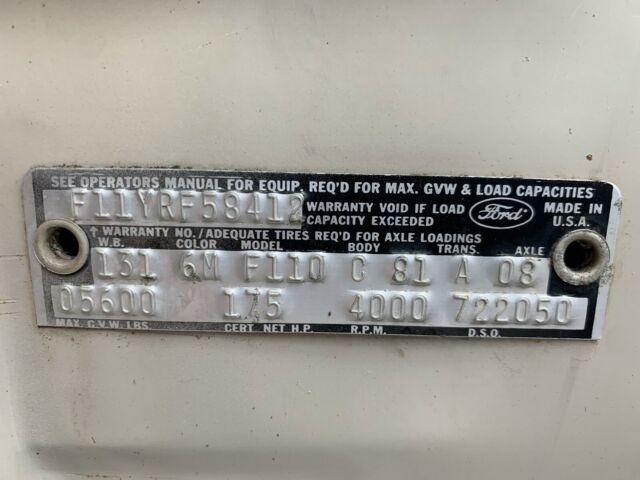 SEE OPERATORS MANUAL FOR EQUIP. REQ'D FOR MAX. GVW & LOAD CAPACITIES
F11YRF58412 WARRANTY VOID IF LOAD CAPACITY EXCEEDED Ford MADE IN U.S.A.
↑ WARRANTY NO./ADEQUATE TIRES REQ'D FOR AXLE LOADINGS
W.B. COLOR MODEL BODY TRANS. AXLE
131 6M F110 C 81 A 08
05600 175 4000 722050
MAX. G.V.W. LBS. CERT. NET H.P. R.P.M. D.S.O.